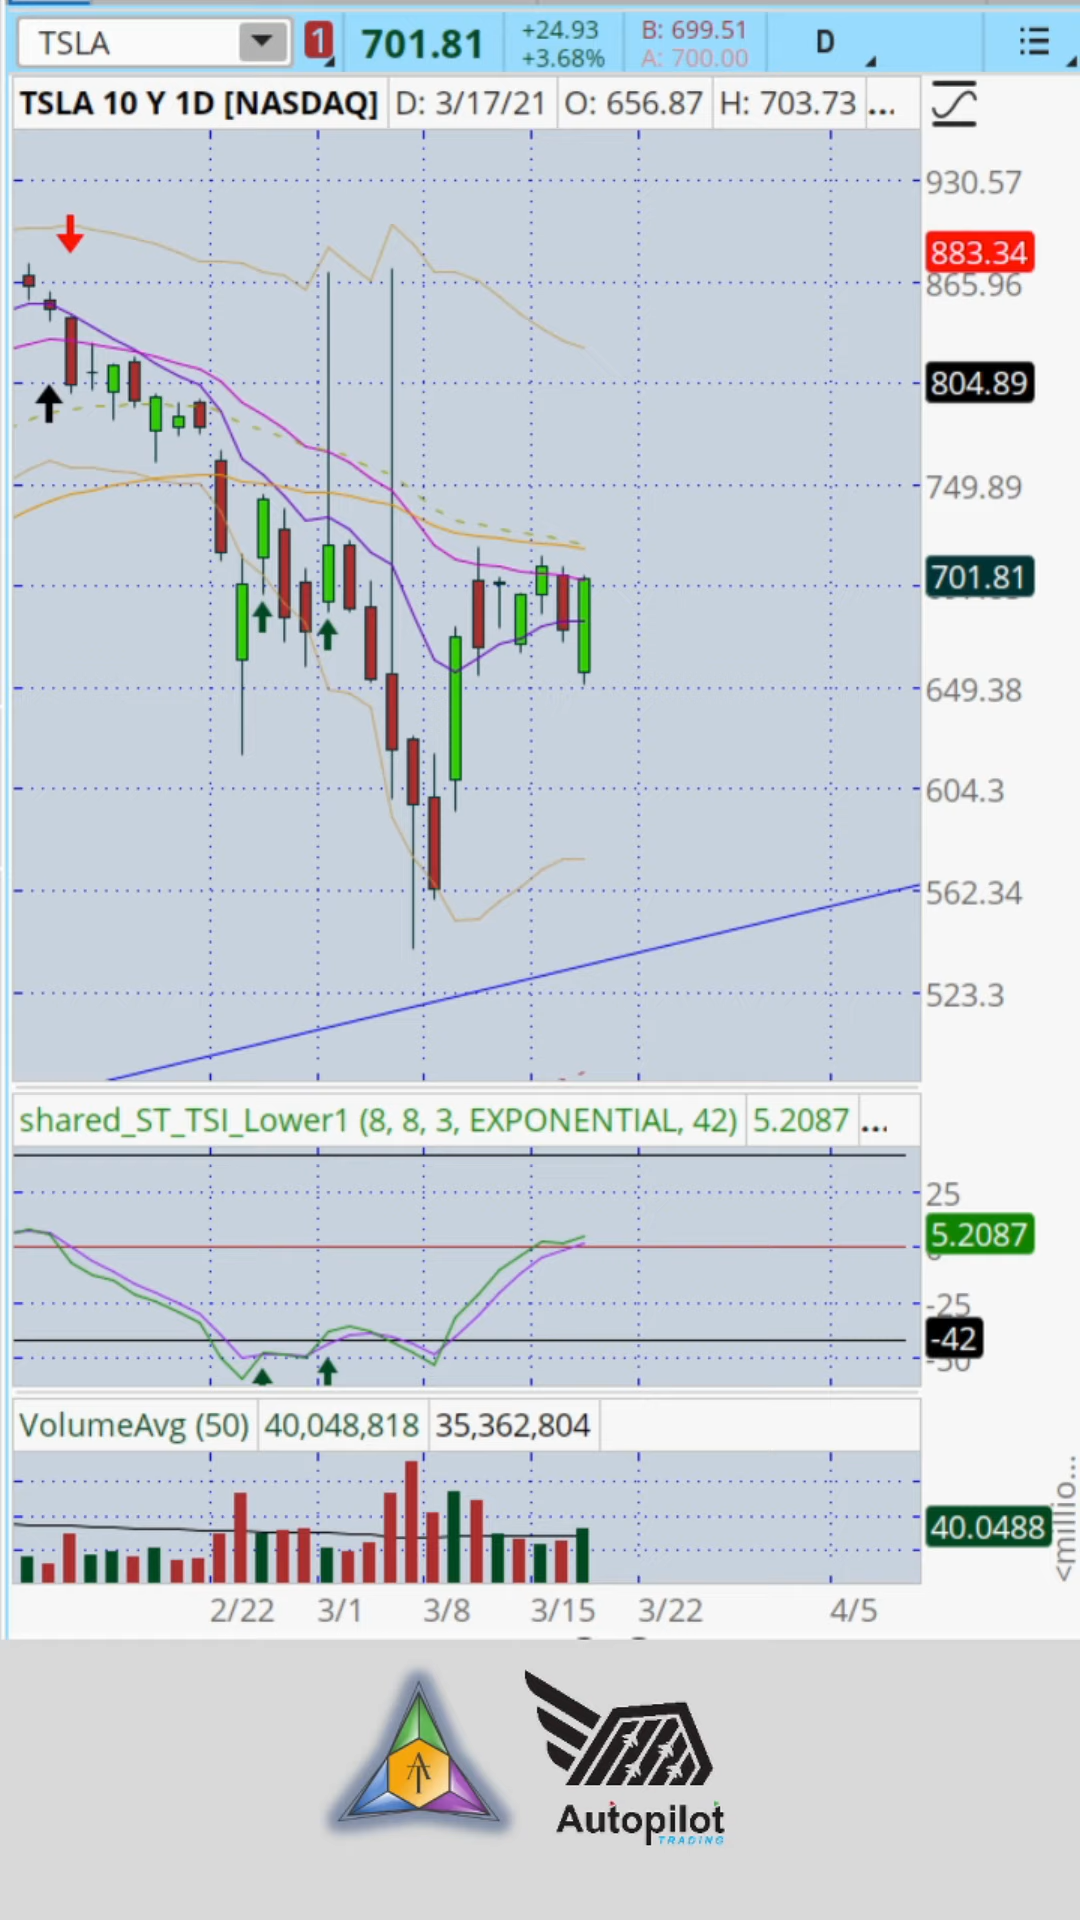 TSLA 1 701.81 +24.93 +3.68% B: 699.51 A: 700.00 D
TSLA 10 Y 1D [NASDAQ] D: 3/17/21 O: 656.87 H: 703.73 ...
930.57
883.34
865.96
804.89
749.89
701.81
649.38
604.3
562.34
523.3
shared_ST_TSI_Lower1 (8, 8, 3, EXPONENTIAL, 42) 5.2087 ...
25
5.2087
-25
-42
-50
VolumeAvg (50) 40,048,818 35,362,804
40.0488
<millio...
2/22 3/1 3/8 3/15 3/22 4/5
AT
Autopilot
TRADING